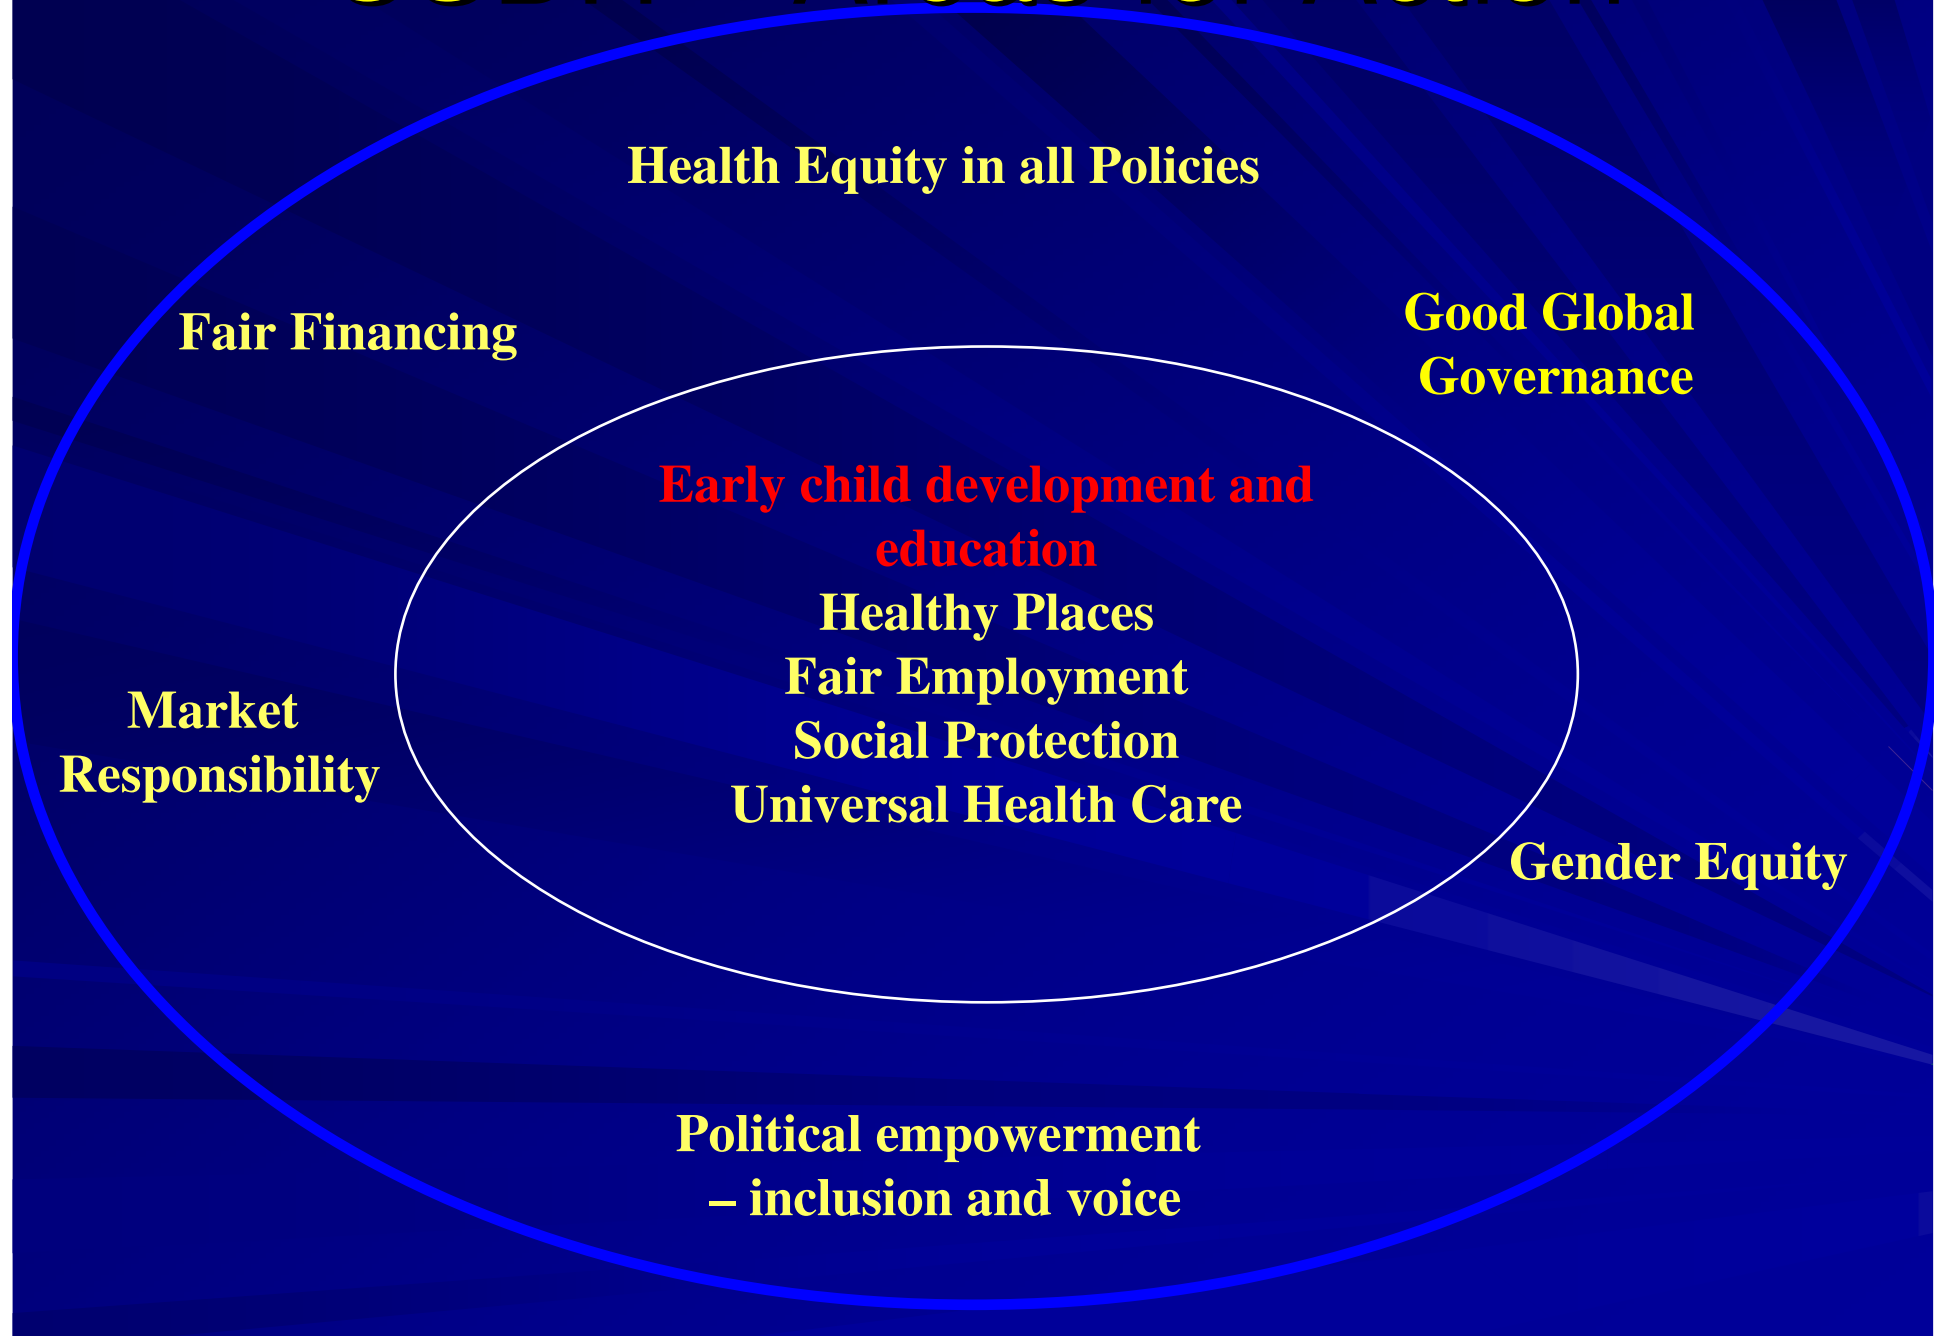 Health Equity in all Policies
Fair Financing
Good Global
Governance
Early child development and
education
Healthy Places
Fair Employment
Social Protection
Universal Health Care
Market
Responsibility
Gender Equity
Political empowerment
– inclusion and voice